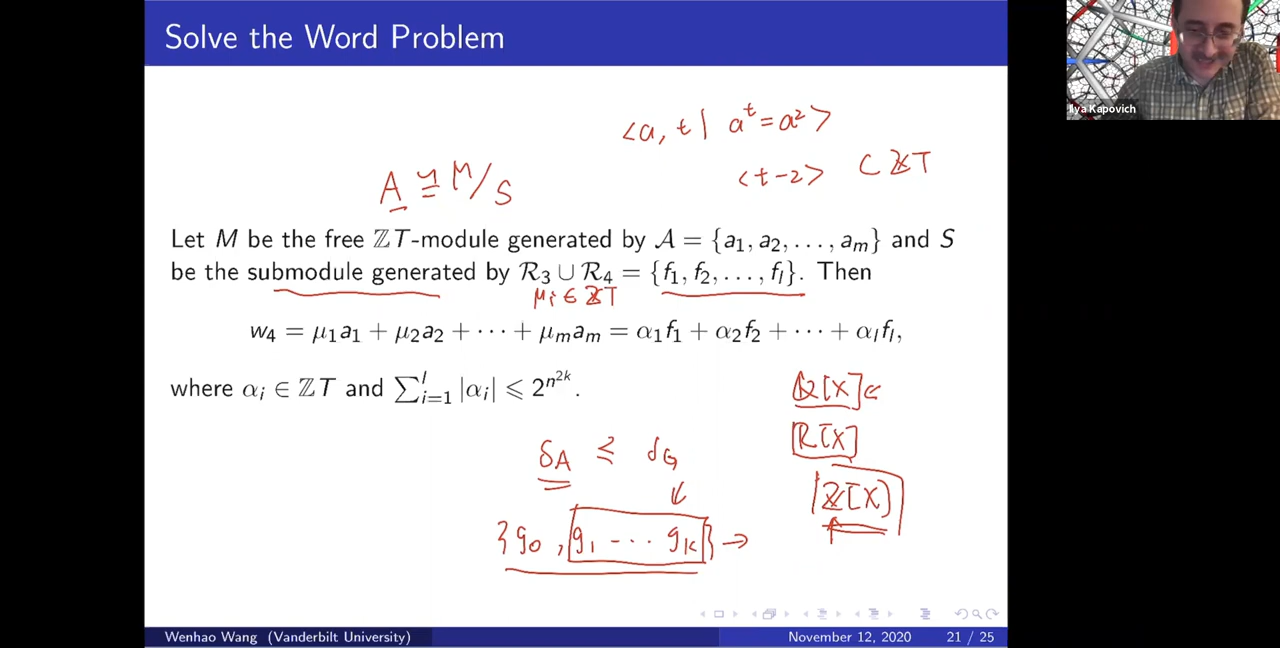 Solve the Word Problem
Ilya Kapovich
<a, t | a^t = a^2>
<t-2> ⊂ ℤT
A ≅ M/S
Let M be the free ℤT-module generated by 𝒜 = {a₁, a₂, . . . , aₘ} and S
be the submodule generated by ℛ₃ ∪ ℛ₄ = {f₁, f₂, . . . , fₗ}. Then
μᵢ ∈ ℤT
w₄ = μ₁a₁ + μ₂a₂ + ··· + μₘaₘ = α₁f₁ + α₂f₂ + ··· + αₗfₗ,
where αᵢ ∈ ℤT and ∑ᵢ₌₁ˡ |αᵢ| ⩽ 2^{n^{2k}}.
ℚ[X]
ℝ[X]
ℤ[X]
δ_A ≤ d_G
{g₀, g₁ ··· gₖ} →
Wenhao Wang (Vanderbilt University)
November 12, 2020
21 / 25